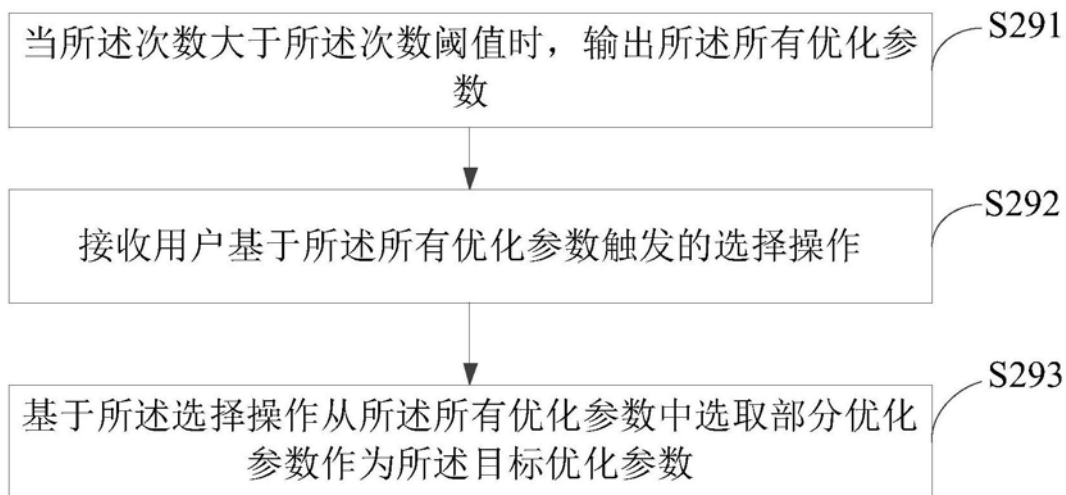 当所述次数大于所述次数阈值时，输出所述所有优化参
数
S291
接收用户基于所述所有优化参数触发的选择操作
S292
基于所述选择操作从所述所有优化参数中选取部分优化
参数作为所述目标优化参数
S293